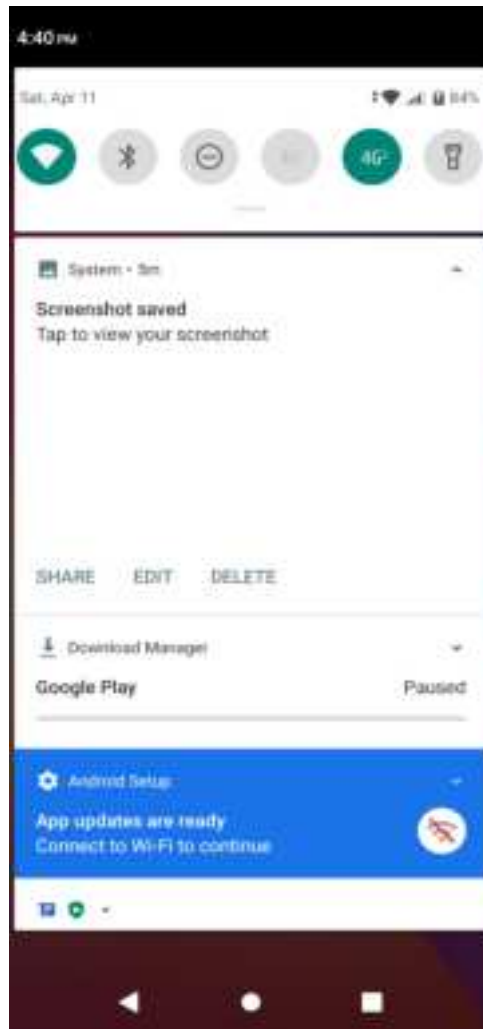 4:40 PM
Sat, Apr 11
84%
4G
System • 5m
Screenshot saved
Tap to view your screenshot
SHARE EDIT DELETE
Download Manager
Google Play Paused
Android Setup
App updates are ready
Connect to Wi-Fi to continue